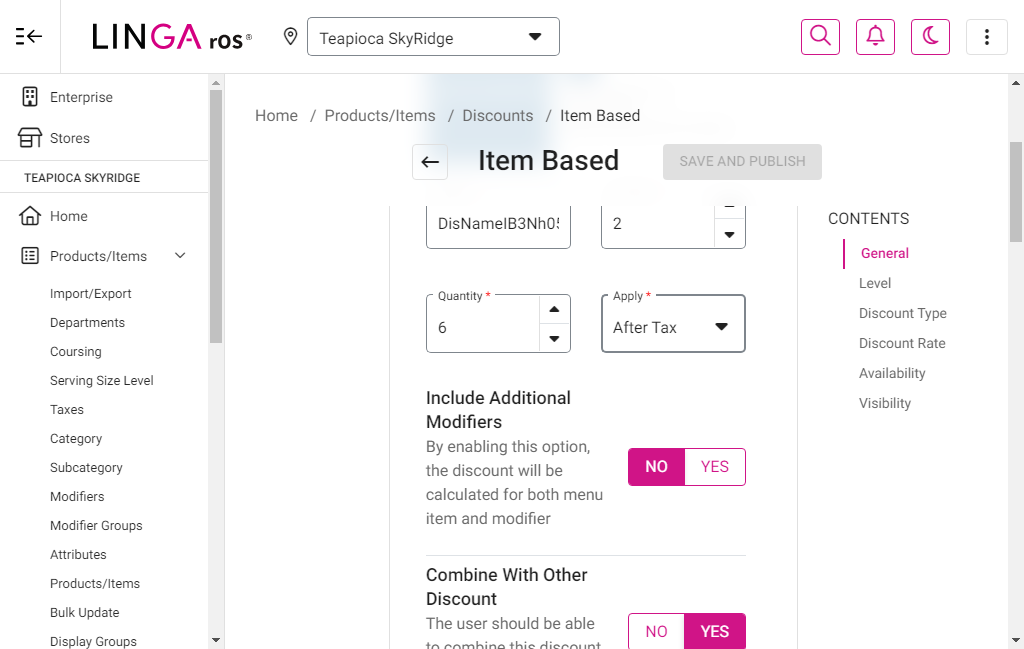 LINGA ros®
Teapioca SkyRidge
Enterprise
Stores
TEAPIOCA SKYRIDGE
Home
Products/Items
Import/Export
Departments
Coursing
Serving Size Level
Taxes
Category
Subcategory
Modifiers
Modifier Groups
Attributes
Products/Items
Bulk Update
Display Groups
Home / Products/Items / Discounts / Item Based
Item Based
SAVE AND PUBLISH
2
Quantity *
6
Apply *
After Tax
Include Additional
Modifiers
By enabling this option,
the discount will be
calculated for both menu
item and modifier
NO YES
Combine With Other
Discount
The user should be able
to combine this discount
NO YES
CONTENTS
General
Level
Discount Type
Discount Rate
Availability
Visibility